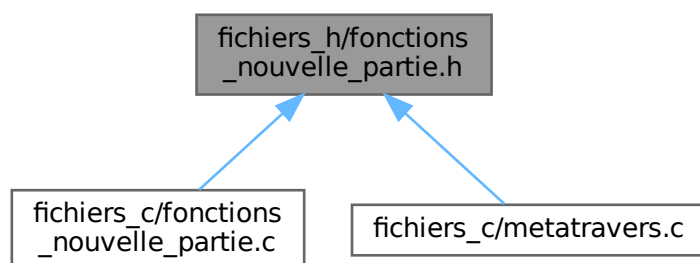 fichiers_h/fonctions
_nouvelle_partie.h
fichiers_c/fonctions
_nouvelle_partie.c
fichiers_c/metatravers.c